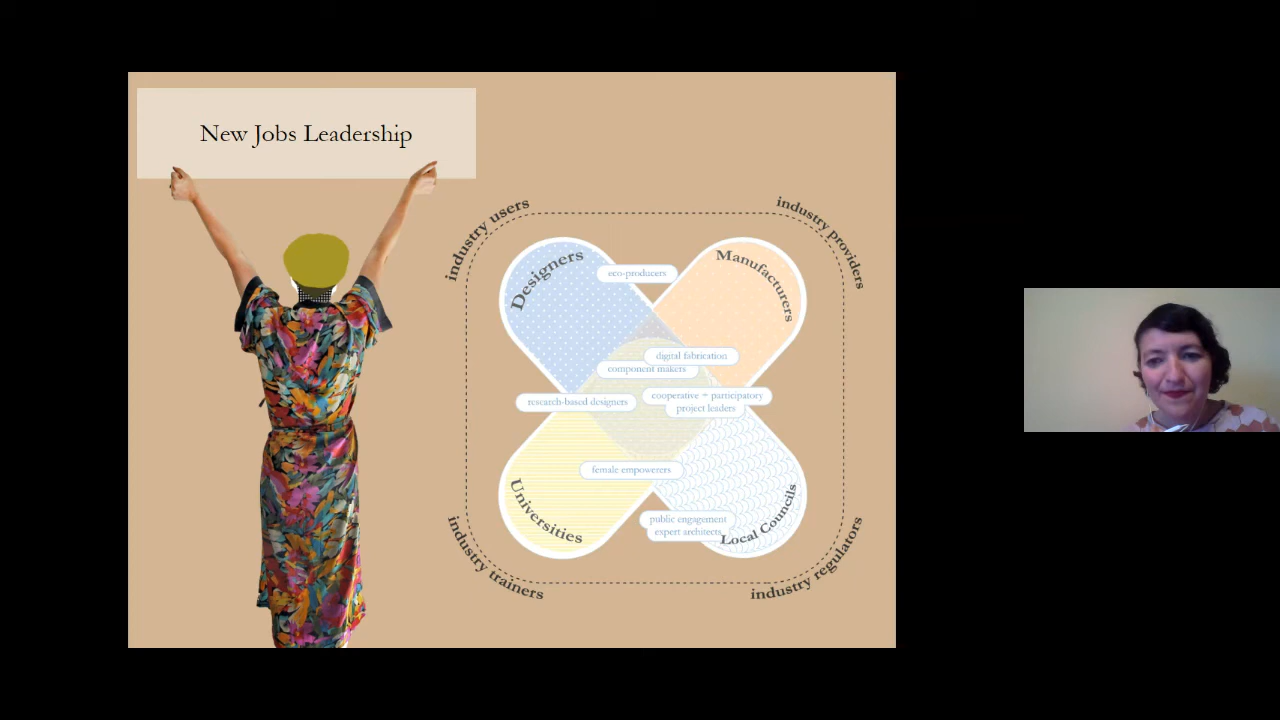 New Jobs Leadership
industry users
industry providers
Designers
Manufacturers
eco-producers
digital fabrication
component makers
cooperative + participatory
project leaders
research-based designers
female empowerers
Universities
Local Councils
public engagement
expert architects
industry trainers
industry regulators